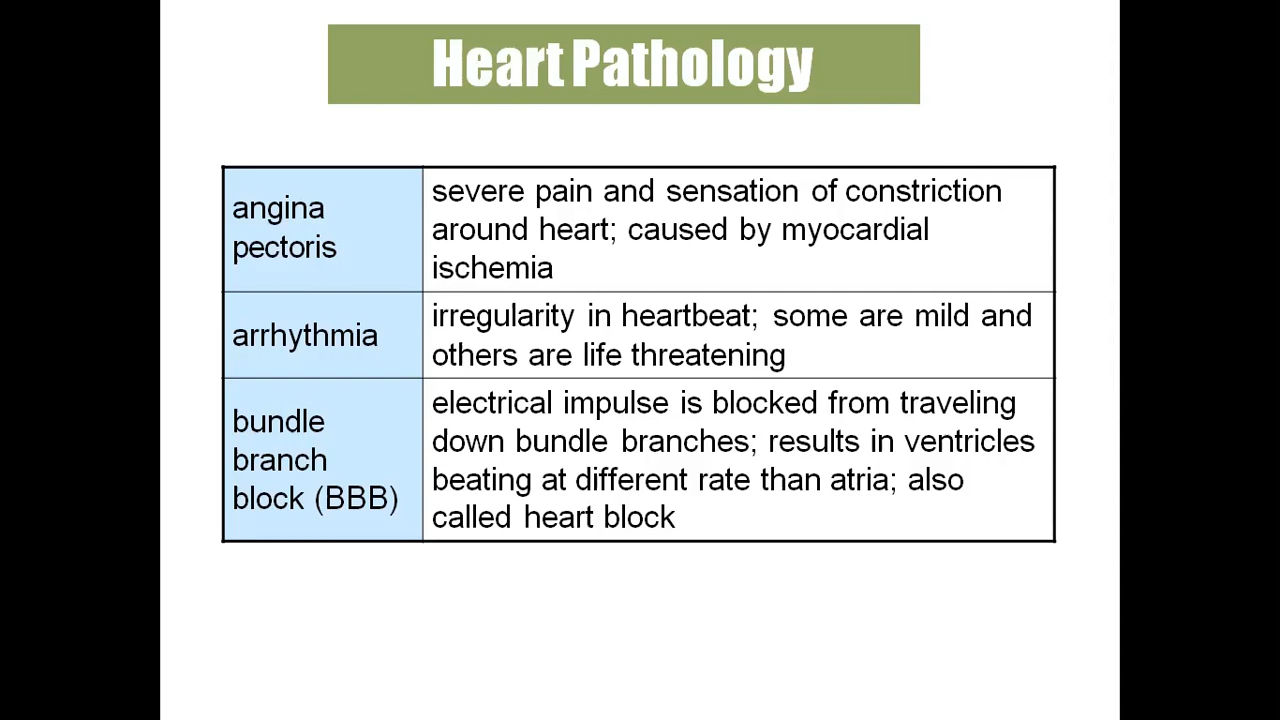 Heart Pathology
angina
pectoris
severe pain and sensation of constriction
around heart; caused by myocardial
ischemia
arrhythmia
irregularity in heartbeat; some are mild and
others are life threatening
bundle
branch
block (BBB)
electrical impulse is blocked from traveling
down bundle branches; results in ventricles
beating at different rate than atria; also
called heart block